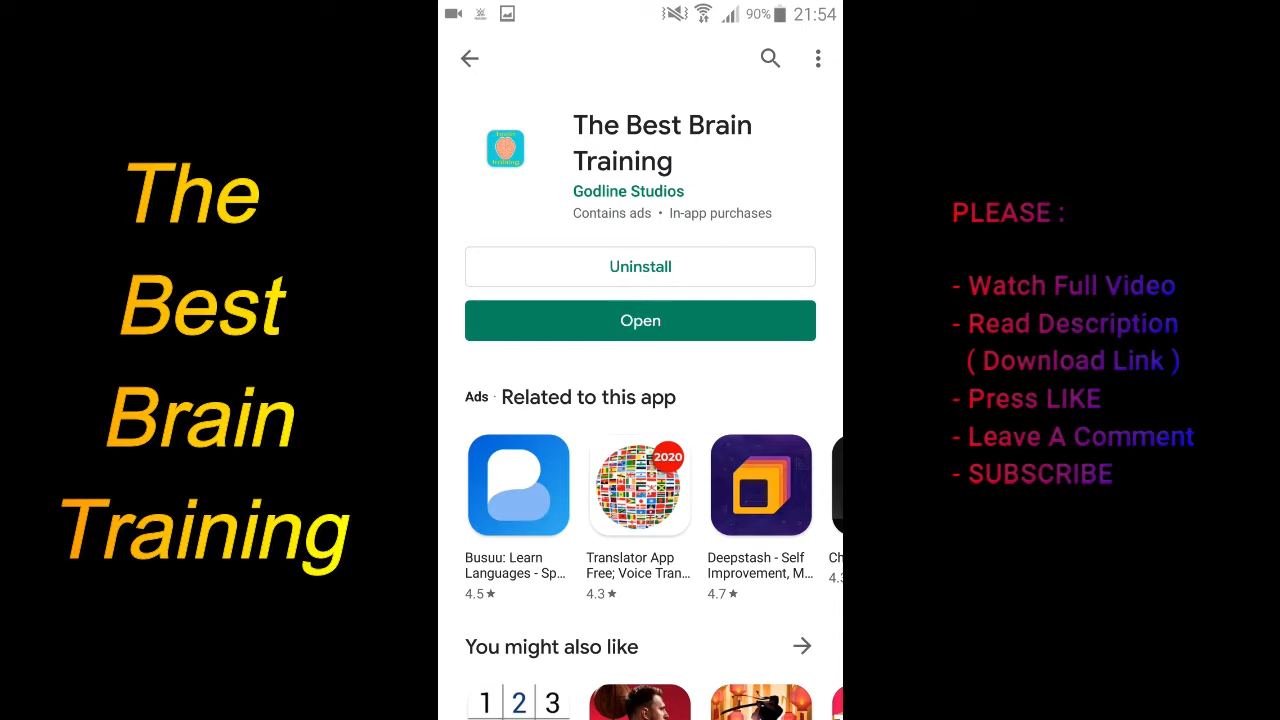 The
Best
Brain
Training
90% 21:54
The Best Brain
Training
Godline Studios
Contains ads • In-app purchases
Uninstall
Open
Ads · Related to this app
2020
Busuu: Learn
Languages - Sp...
4.5★
Translator App
Free; Voice Tran...
4.3★
Deepstash - Self
Improvement, M...
4.7★
Ch
4.3
You might also like
1 2 3
PLEASE :
- Watch Full Video
- Read Description
( Download Link )
- Press LIKE
- Leave A Comment
- SUBSCRIBE